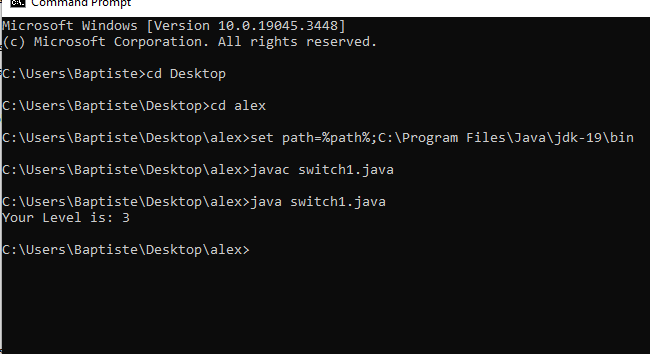 Command Prompt
Microsoft Windows [Version 10.0.19045.3448]
(c) Microsoft Corporation. All rights reserved.
C:\Users\Baptiste>cd Desktop
C:\Users\Baptiste\Desktop>cd alex
C:\Users\Baptiste\Desktop\alex>set path=%path%;C:\Program Files\Java\jdk-19\bin
C:\Users\Baptiste\Desktop\alex>javac switch1.java
C:\Users\Baptiste\Desktop\alex>java switch1.java
Your Level is: 3
C:\Users\Baptiste\Desktop\alex>